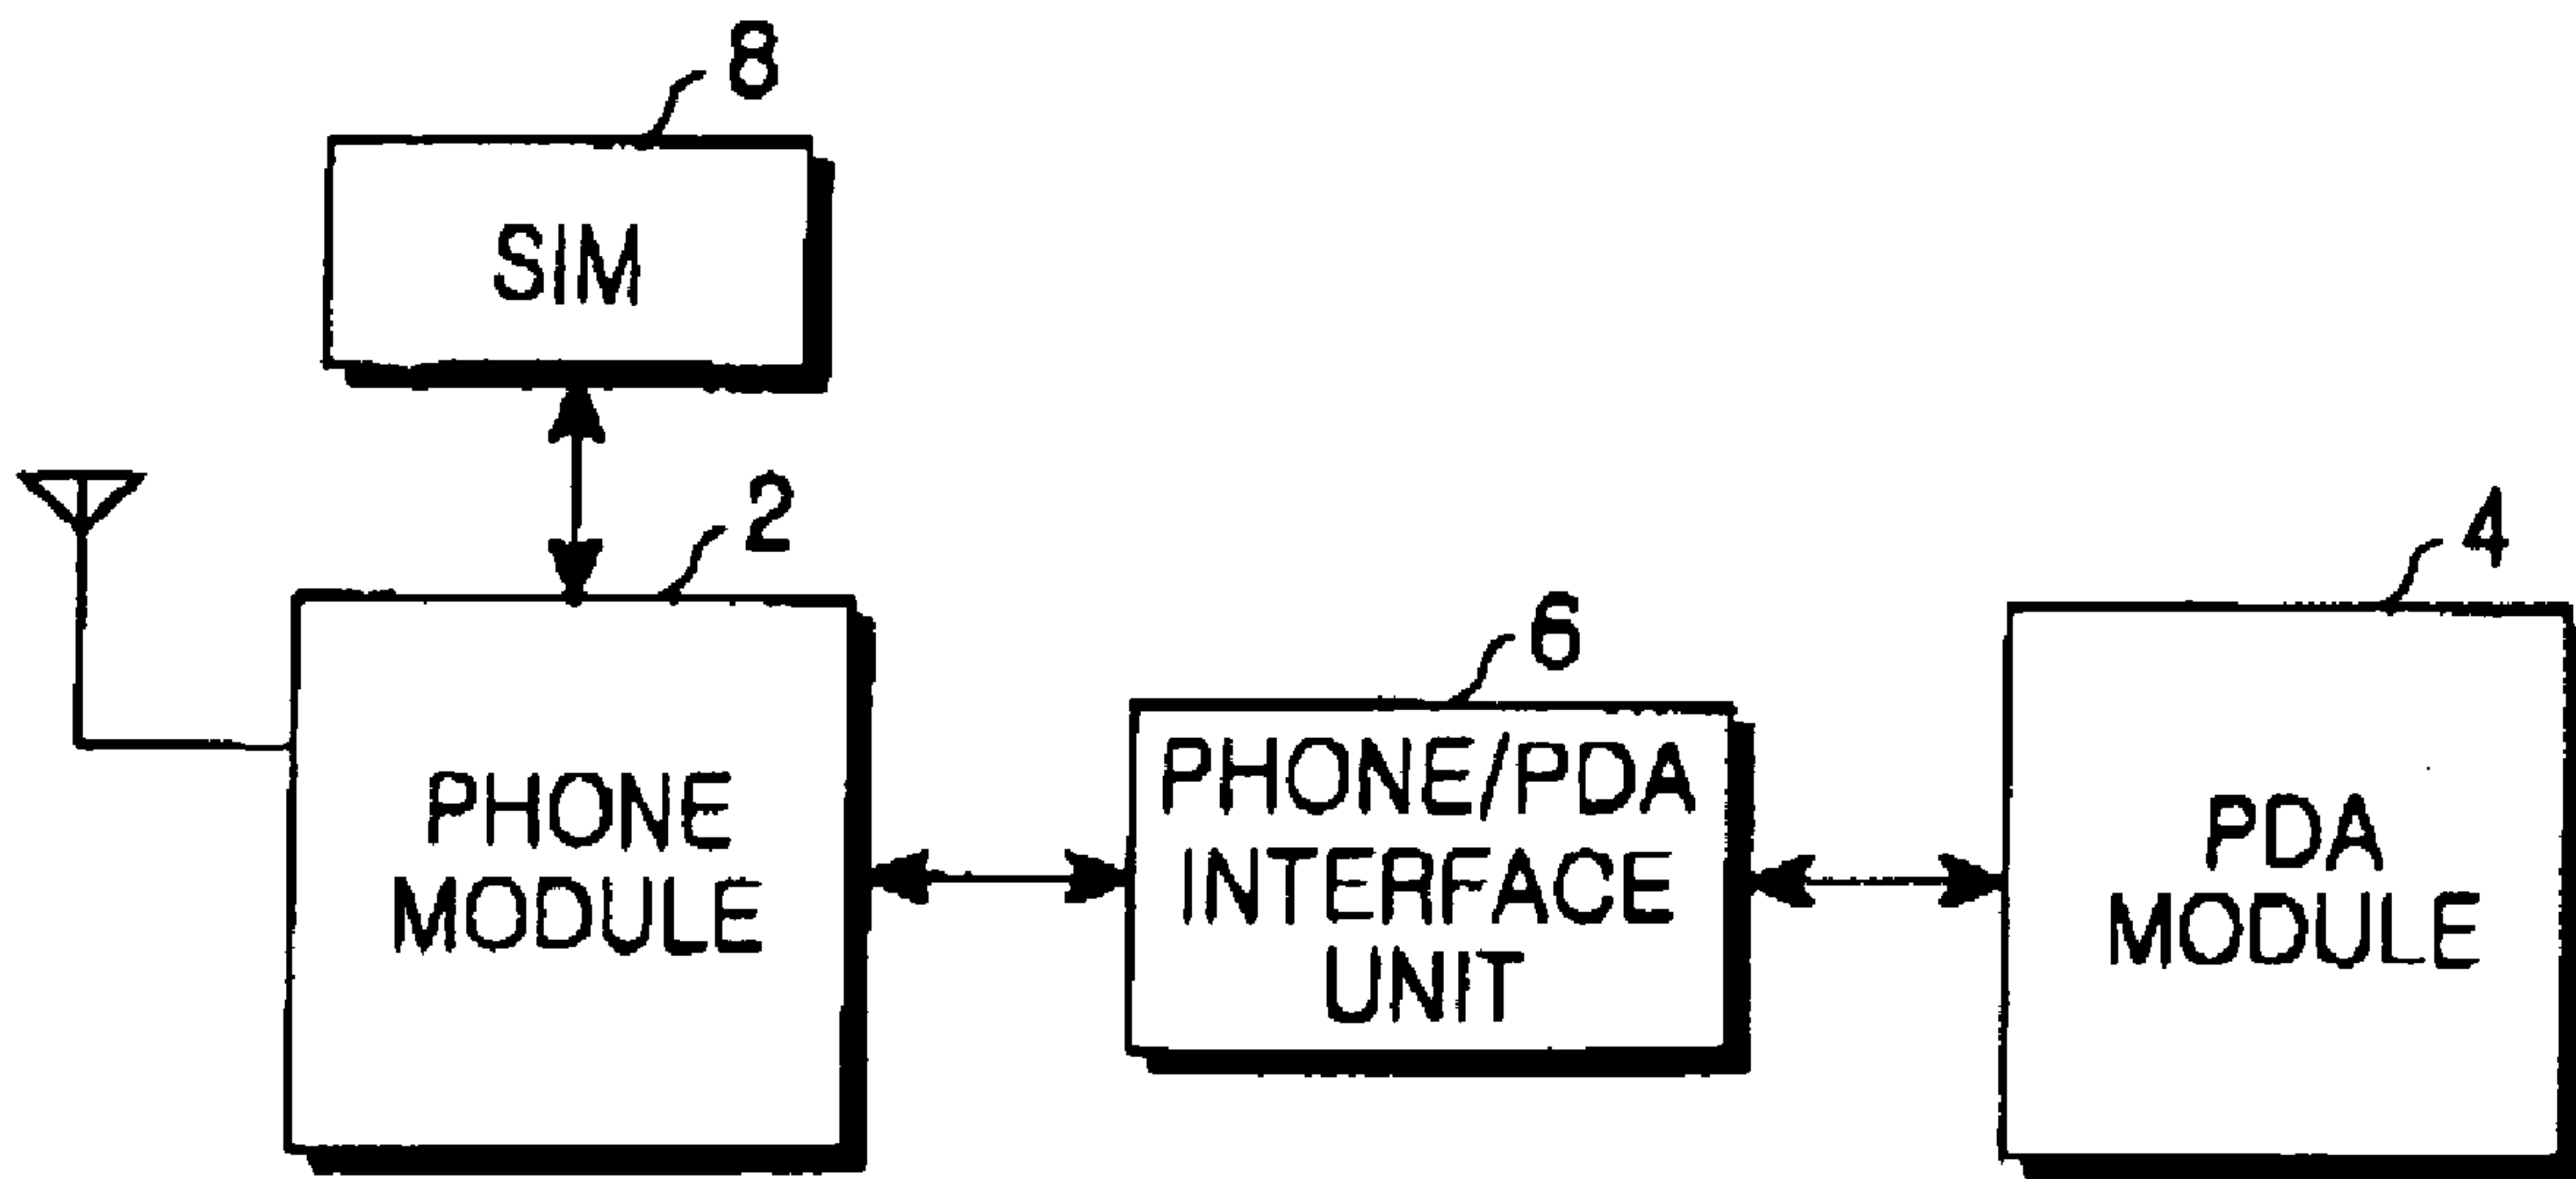 8
SIM
2
PHONE
MODULE
6
PHONE/PDA
INTERFACE
UNIT
4
PDA
MODULE